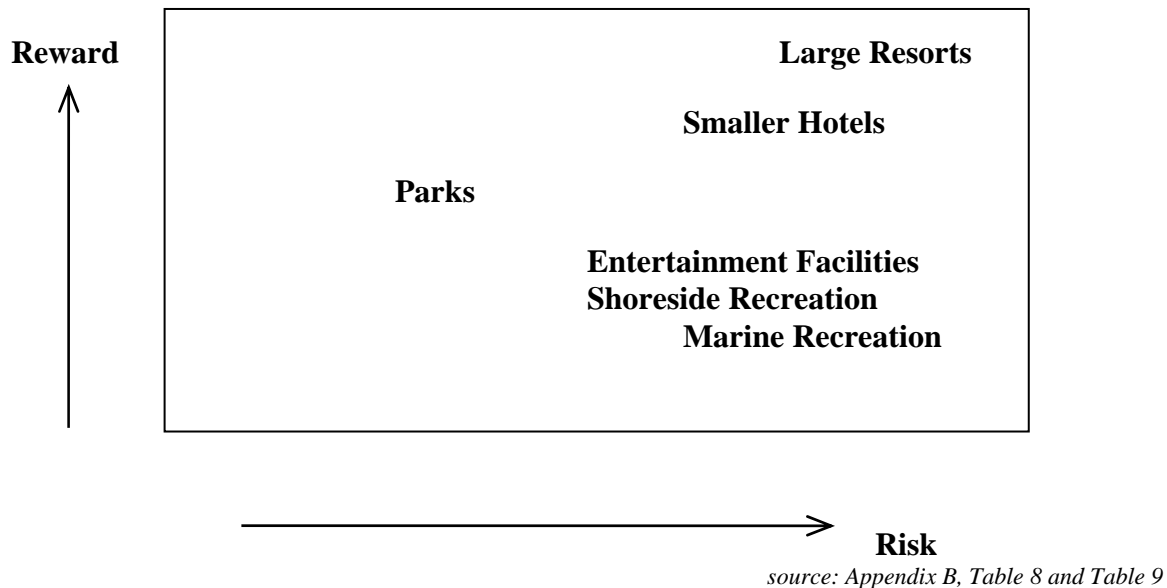 Reward
Large Resorts
Smaller Hotels
Parks
Entertainment Facilities
Shoreside Recreation
Marine Recreation
Risk
source: Appendix B, Table 8 and Table 9